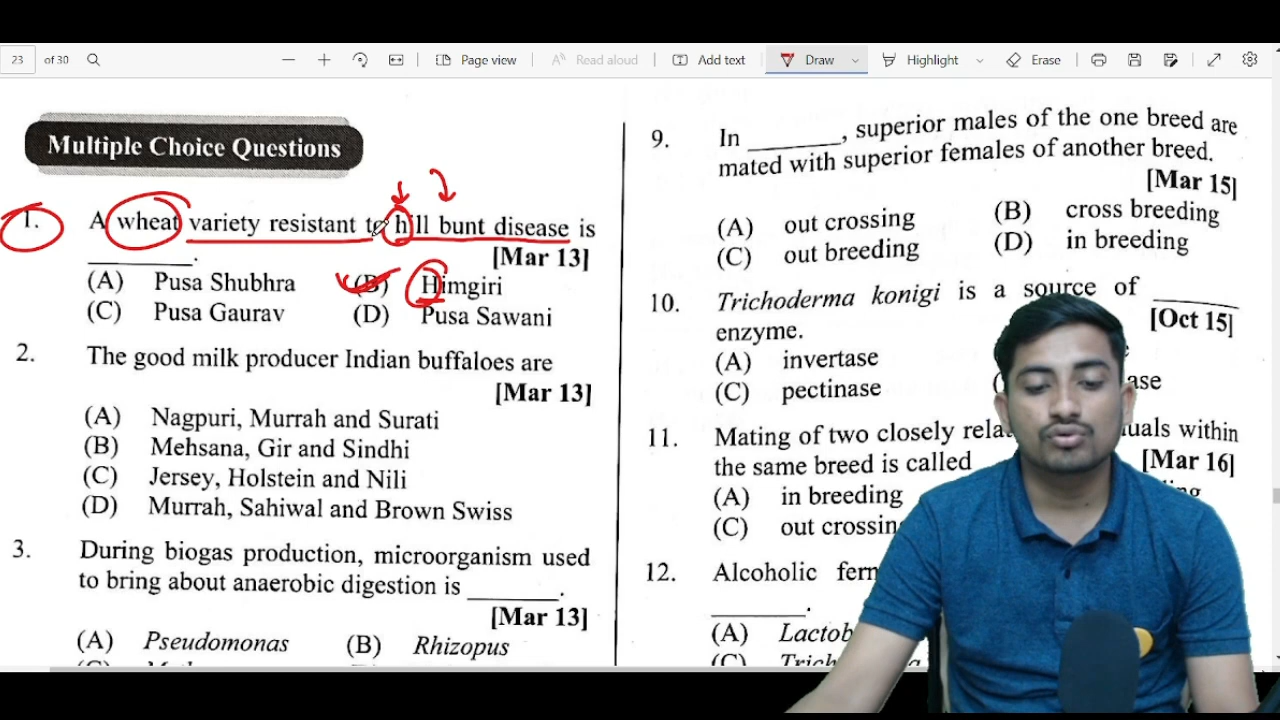 23 of 30 Page view Read aloud Add text Draw Highlight Erase
Multiple Choice Questions
1. A wheat variety resistant to hill bunt disease is
_______.
[Mar 13]
(A) Pusa Shubhra (B) Himgiri
(C) Pusa Gaurav (D) Pusa Sawani
2. The good milk producer Indian buffaloes are
[Mar 13]
(A) Nagpuri, Murrah and Surati
(B) Mehsana, Gir and Sindhi
(C) Jersey, Holstein and Nili
(D) Murrah, Sahiwal and Brown Swiss
3. During biogas production, microorganism used
to bring about anaerobic digestion is _______.
[Mar 13]
(A) Pseudomonas (B) Rhizopus
9. In _______, superior males of the one breed are
mated with superior females of another breed.
[Mar 15]
(A) out crossing (B) cross breeding
(C) out breeding (D) in breeding
10. Trichoderma konigi is a source of _______
enzyme.
[Oct 15]
(A) invertase
(C) pectinase
11. Mating of two closely within
the same breed is called [Mar 16]
(A) in breeding
(C) out
12. Alcoholic
_______.
(A)